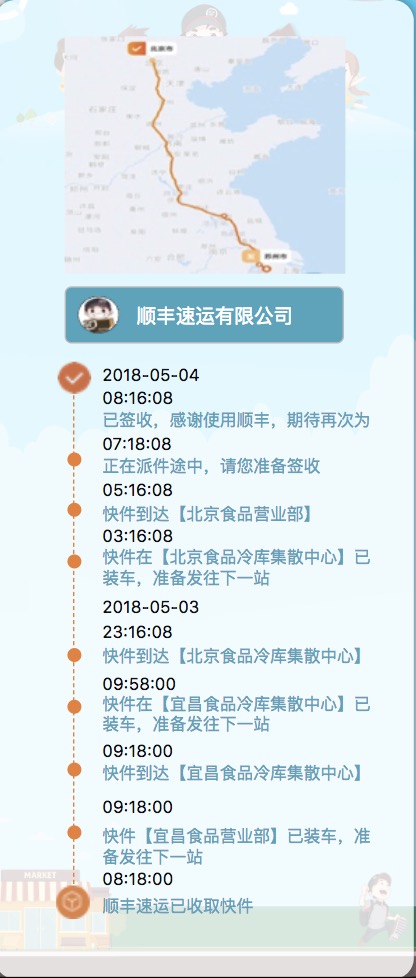 北京市
苏州市
顺丰速运有限公司
2018-05-04
08:16:08
已签收，感谢使用顺丰，期待再次为
07:18:08
正在派件途中，请您准备签收
05:16:08
快件到达【北京食品营业部】
03:16:08
快件在【北京食品冷库集散中心】已
装车，准备发往下一站
2018-05-03
23:16:08
快件到达【北京食品冷库集散中心】
09:58:00
快件在【宜昌食品冷库集散中心】已
装车，准备发往下一站
09:18:00
快件到达【宜昌食品冷库集散中心】
09:18:00
快件【宜昌食品营业部】已装车，准
备发往下一站
08:18:00
MARKET
顺丰速运已收取快件